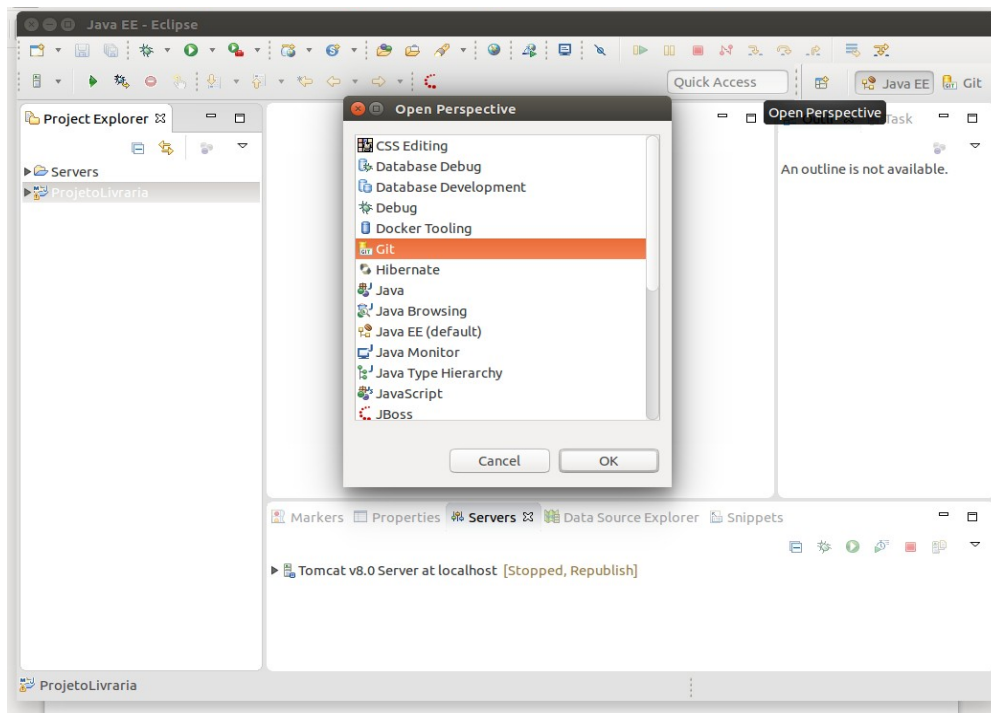 Java EE - Eclipse
Quick Access
Java EE
Git
Project Explorer
Servers
ProjetoLivraria
Open Perspective
CSS Editing
Database Debug
Database Development
Debug
Docker Tooling
Git
Hibernate
Java
Java Browsing
Java EE (default)
Java Monitor
Java Type Hierarchy
JavaScript
JBoss
Cancel
OK
Open Perspective
Task
An outline is not available.
Markers
Properties
Servers
Data Source Explorer
Snippets
Tomcat v8.0 Server at localhost [Stopped, Republish]
ProjetoLivraria